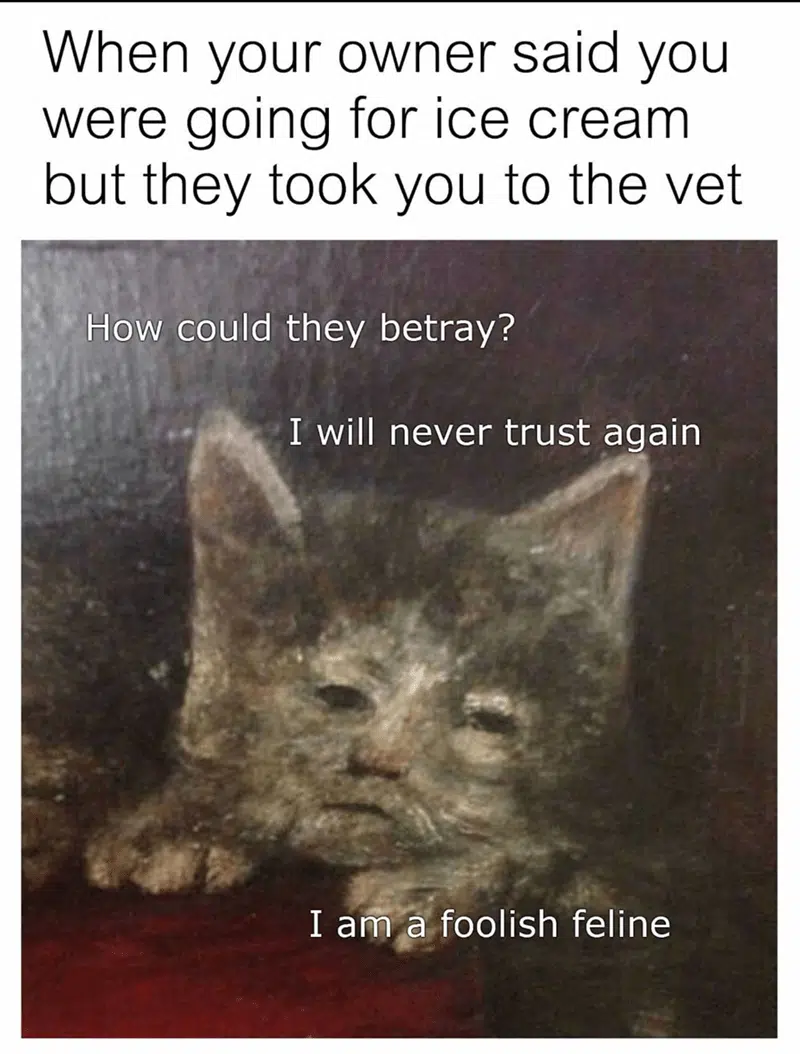 When your owner said you
were going for ice cream
but they took you to the vet
How could they betray?
I will never trust again
I am a foolish feline